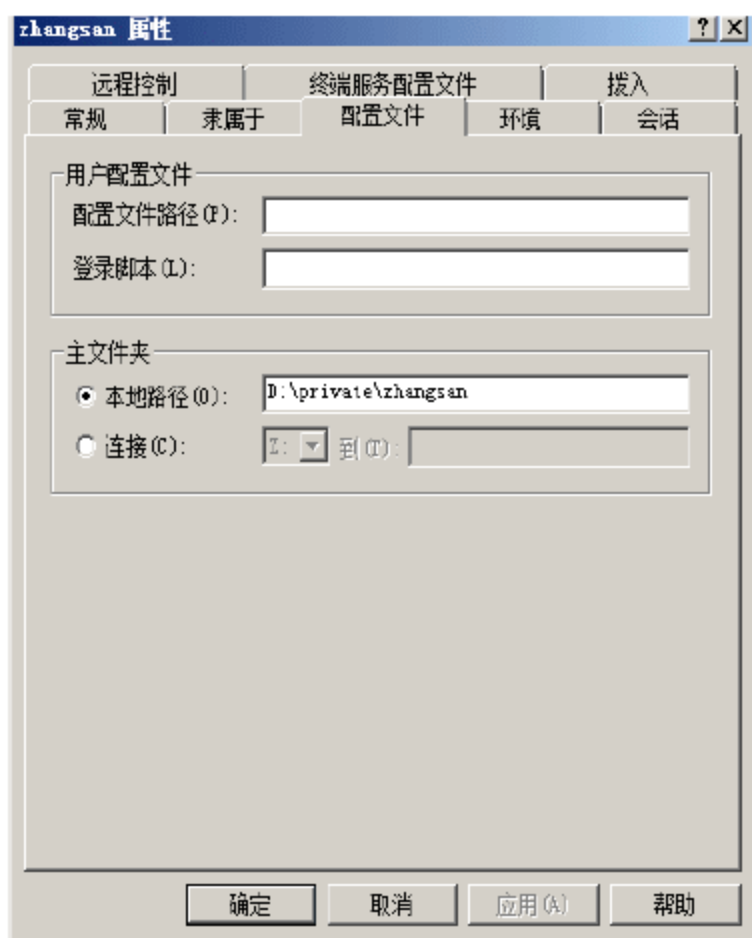 zhangsan 属性
远程控制 终端服务配置文件 拨入
常规 隶属于 配置文件 环境 会话
用户配置文件
配置文件路径(P):
登录脚本(L):
主文件夹
本地路径(O): D:\private\zhangsan
连接(C): Z: 到(T):
确定 取消 应用(A) 帮助